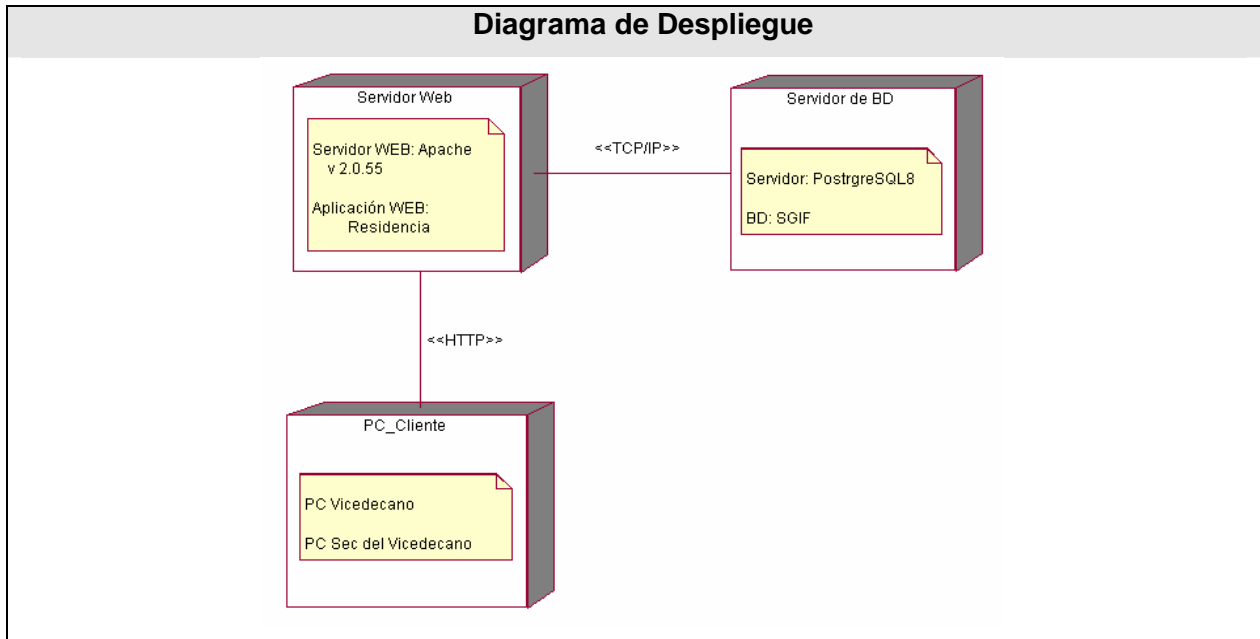 Diagrama de Despliegue
Servidor Web
Servidor WEB: Apache
v 2.0.55
Aplicación WEB:
Residencia
<<TCP/IP>>
Servidor de BD
Servidor: PostrgreSQL8
BD: SGIF
<<HTTP>>
PC_Cliente
PC Vicedecano
PC Sec del Vicedecano